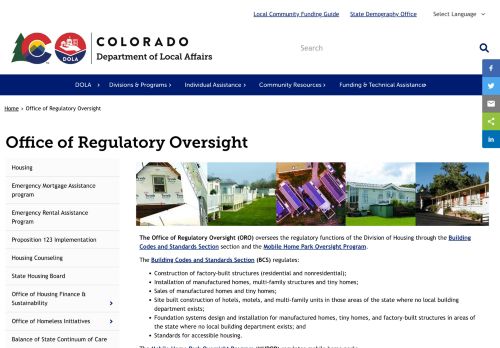 Local Community Funding Guide State Demography Office Select Language
COLORADO
Department of Local Affairs
CO
DOLA
Search
DOLA Divisions & Programs Individual Assistance Community Resources Funding & Technical Assistance
Home > Office of Regulatory Oversight
Office of Regulatory Oversight
Housing
Emergency Mortgage Assistance
program
Emergency Rental Assistance
Program
Proposition 123 Implementation
Housing Counseling
State Housing Board
Office of Housing Finance &
Sustainability
Office of Homeless Initiatives
Balance of State Continuum of Care
The Office of Regulatory Oversight (ORO) oversees the regulatory functions of the Division of Housing through the Building
Codes and Standards Section section and the Mobile Home Park Oversight Program.
The Building Codes and Standards Section (BCS) regulates:
• Construction of factory-built structures (residential and nonresidential);
• Installation of manufactured homes, multi-family structures and tiny homes;
• Sales of manufactured homes and tiny homes;
• Site built construction of hotels, motels, and multi-family units in those areas of the state where no local building
department exists;
• Foundation systems design and installation for manufactured homes, tiny homes, and factory-built structures in areas of
the state where no local building department exists; and
• Standards for accessible housing.